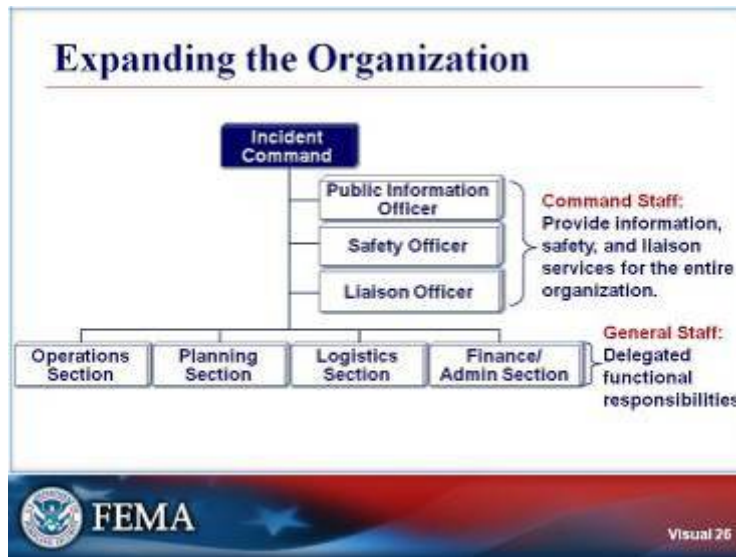 Expanding the Organization
Incident
Command
Public Information
Officer
Safety Officer
Liaison Officer
Command Staff:
Provide information,
safety, and liaison
services for the entire
organization.
Operations
Section
Planning
Section
Logistics
Section
Finance/
Admin Section
General Staff:
Delegated
functional
responsibilities
FEMA
Visual 26